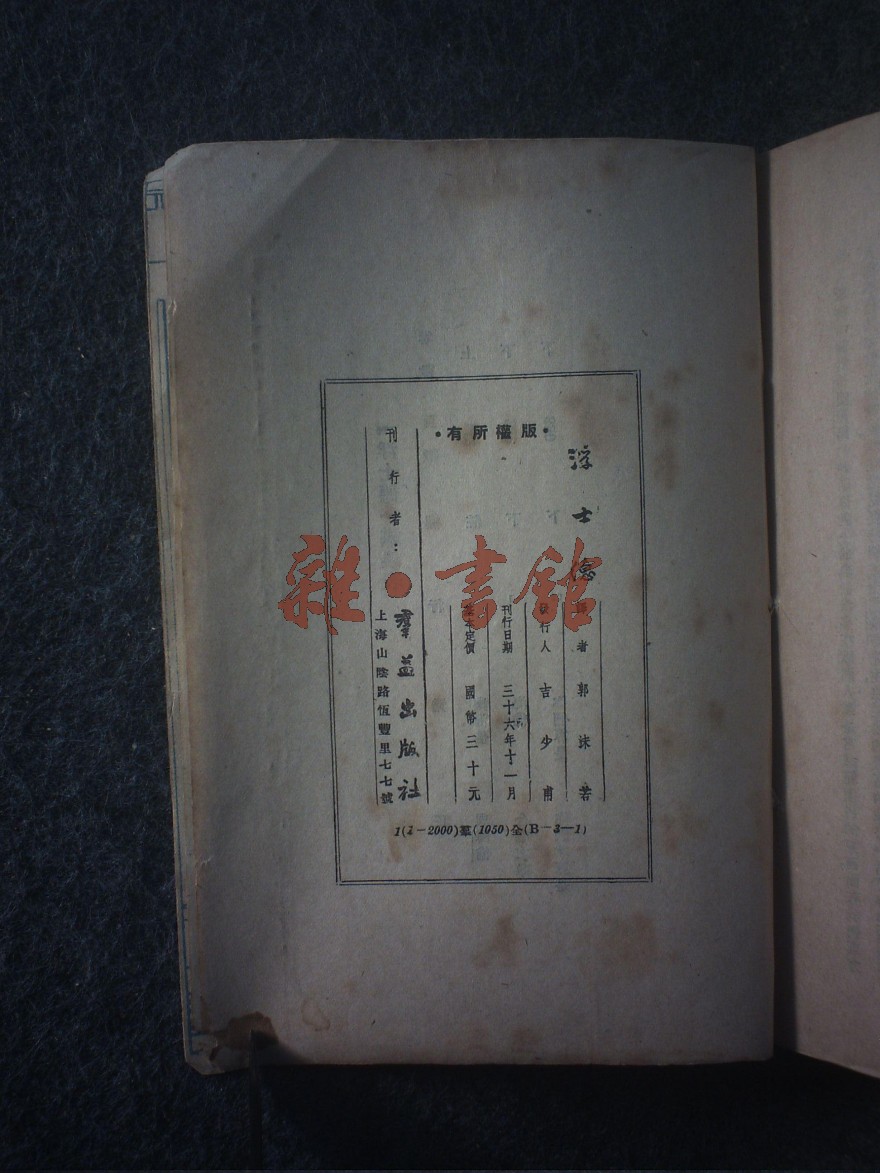 浮士德
譯者 郭沫若
發行人 吉少甫
刊行日期 三十六年十一月
基本定價 國幣三十元
•版權所有•
刊行者：羣益出版社
上海山陰路恆豐里七七號
1(1—2000)羣(1050)全(B—3—1)
雜•書館